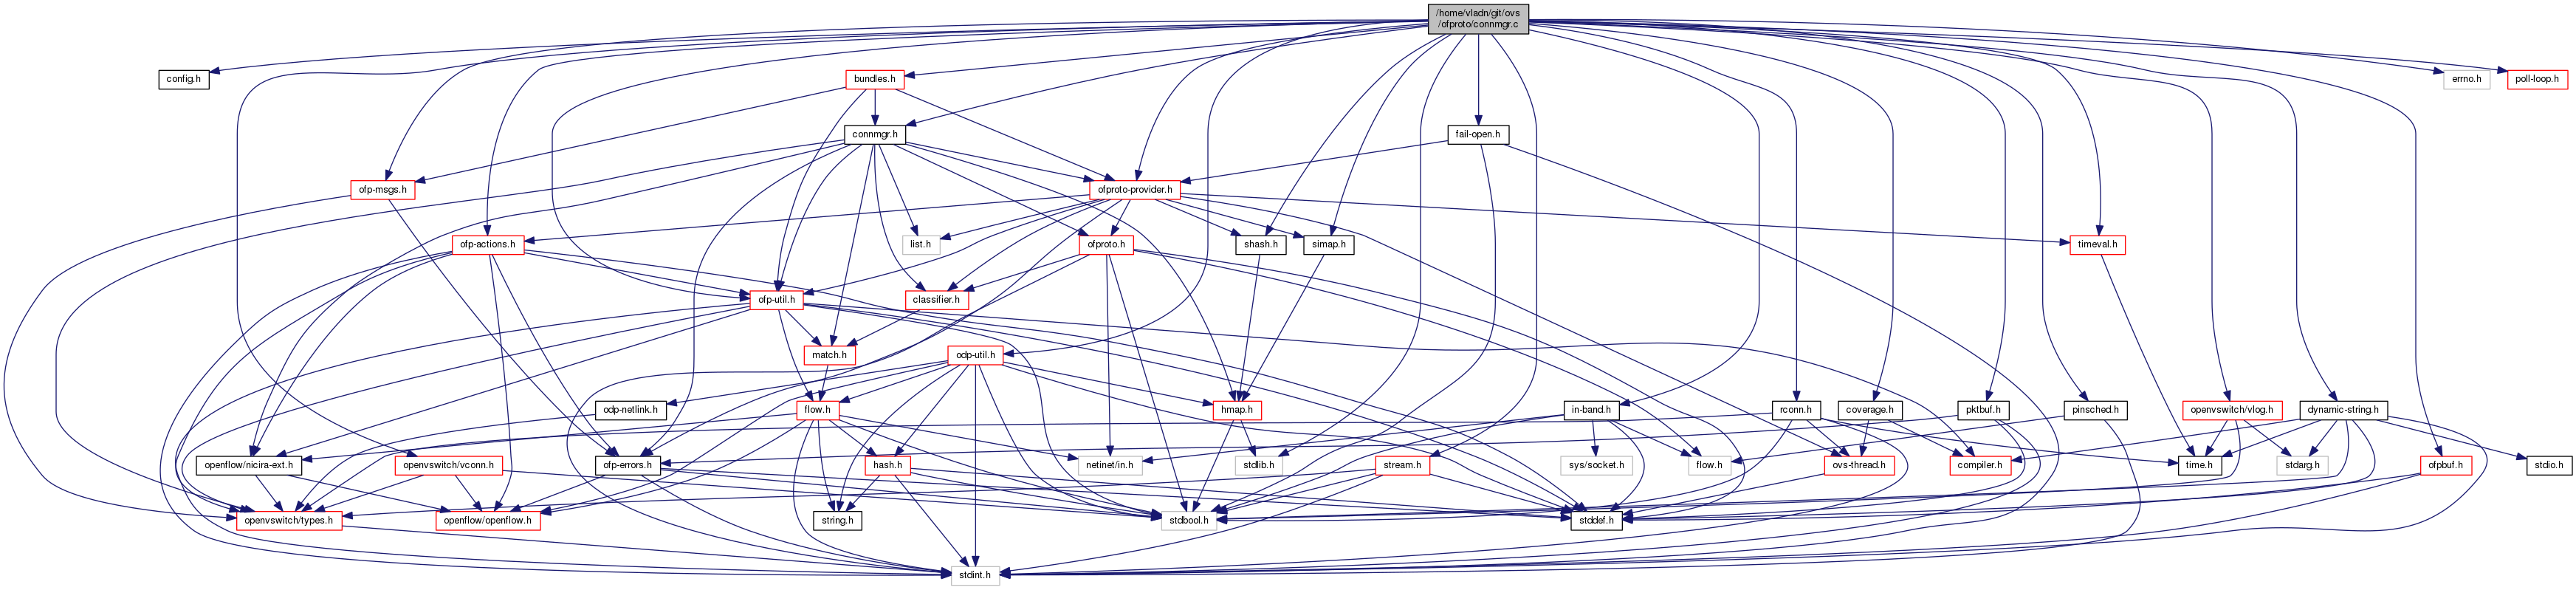 /home/vladn/git/ovs
/ofproto/connmgr.c
config.h
bundles.h
errno.h
poll-loop.h
connmgr.h
fail-open.h
ofp-msgs.h
ofproto-provider.h
ofp-actions.h
list.h
ofproto.h
shash.h
simap.h
timeval.h
ofp-util.h
classifier.h
match.h
odp-util.h
odp-netlink.h
flow.h
hmap.h
in-band.h
rconn.h
coverage.h
pktbuf.h
pinsched.h
openvswitch/vlog.h
dynamic-string.h
openflow/nicira-ext.h
openvswitch/vconn.h
ofp-errors.h
hash.h
netinet/in.h
stdlib.h
stream.h
sys/socket.h
flow.h
ovs-thread.h
compiler.h
time.h
stdarg.h
ofpbuf.h
stdio.h
openvswitch/types.h
openflow/openflow.h
string.h
stdbool.h
stddef.h
stdint.h